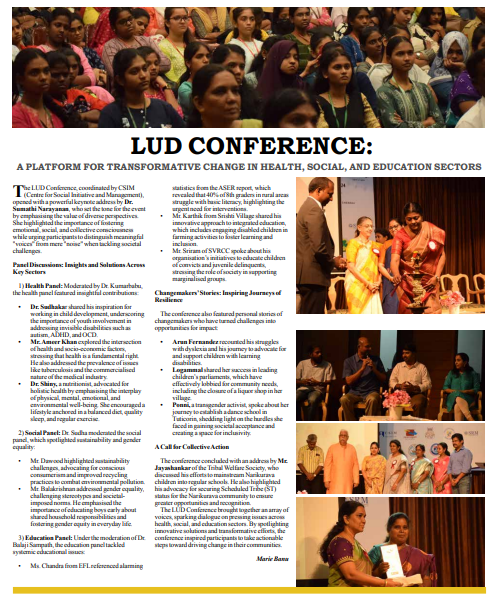 LUD CONFERENCE:
A PLATFORM FOR TRANSFORMATIVE CHANGE IN HEALTH, SOCIAL, AND EDUCATION SECTORS
The LUD Conference, coordinated by CSIM
(Centre for Social Initiative and Management),
opened with a powerful keynote address by Dr.
Sumathi Narayanan, who set the tone for the event
by emphasising the value of diverse perspectives.
She highlighted the importance of fostering
emotional, social, and collective consciousness
while urging participants to distinguish meaningful
"voices" from mere "noise" when tackling societal
challenges.
Panel Discussions: Insights and Solutions Across
Key Sectors
1) Health Panel: Moderated by Dr. Kumarbabu,
the health panel featured insightful contributions:
• Dr. Sudhakar shared his inspiration for
working in child development, underscoring
the importance of youth involvement in
addressing invisible disabilities such as
autism, ADHD, and OCD.
• Mr. Ameer Khan explored the intersection
of health and socio-economic factors,
stressing that health is a fundamental right.
He also addressed the prevalence of issues
like tuberculosis and the commercialised
nature of the medical industry.
• Dr. Shiny, a nutritionist, advocated for
holistic health by emphasising the interplay
of physical, mental, emotional, and
environmental well-being. She encouraged a
lifestyle anchored in a balanced diet, quality
sleep, and regular exercise.
2) Social Panel: Dr. Sudha moderated the social
panel, which spotlighted sustainability and gender
equality:
• Mr. Dawood highlighted sustainability
challenges, advocating for conscious
consumerism and improved recycling
practices to combat environmental pollution.
• Mr. Balakrishnan addressed gender equality,
challenging stereotypes and societal-
imposed norms. He emphasised the
importance of educating boys early about
shared household responsibilities and
fostering gender equity in everyday life.
3) Education Panel: Under the moderation of Dr.
Balaji Sampath, the education panel tackled
systemic educational issues:
• Ms. Chandra from EFI, referenced alarming
statistics from the ASER report, which
revealed that 40% of 8th graders in rural areas
struggle with basic literacy, highlighting the
urgent need for interventions.
• Mr. Karthik from Srishti Village shared his
innovative approach to integrated education,
which includes engaging disabled children in
farming activities to foster learning and
inclusion.
• Mr. Sriram of SVRCC spoke about his
organisation's initiatives to educate children
of convicts and juvenile delinquents,
stressing the role of society in supporting
marginalised groups.
Changemakers' Stories: Inspiring Journeys of
Resilience
The conference also featured personal stories of
changemakers who have turned challenges into
opportunities for impact:
• Arun Fernandez recounted his struggles
with dyslexia and his journey to advocate for
and support children with learning
disabilities.
• Logammal shared her success in leading
children's parliaments, which have
effectively lobbied for community needs,
including the closure of a liquor shop in her
village.
• Ponni, a transgender activist, spoke about her
journey to establish a dance school in
Tuticorin, shedding light on the hurdles she
faced in gaining societal acceptance and
creating a space for inclusivity.
A Call for Collective Action
The conference concluded with an address by Mr.
Jayashankar of the Tribal Welfare Society, who
discussed his efforts to mainstream Narikurava
children into regular schools. He also highlighted
his advocacy for securing Scheduled Tribe (ST)
status for the Narikurava community to ensure
greater opportunities and recognition.
The LUD Conference brought together an array of
voices, sparking dialogue on pressing issues across
health, social, and education sectors. By spotlighting
innovative solutions and transformative efforts, the
conference inspired participants to take actionable
steps toward driving change in their communities.
Marie Banu